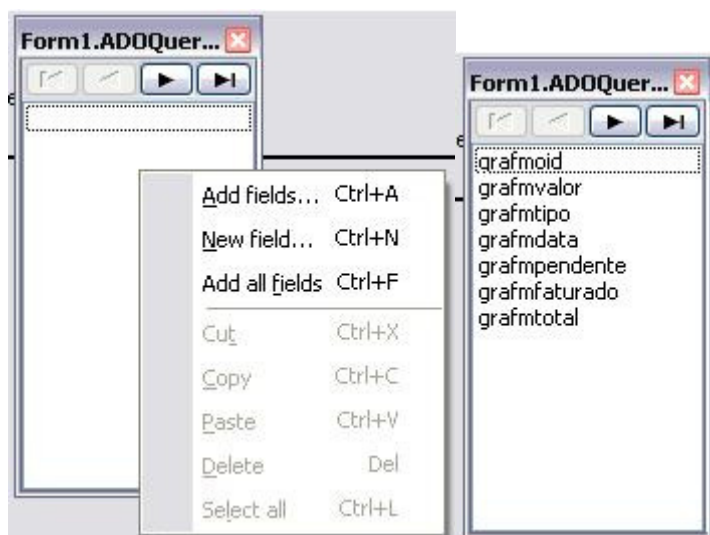 Form1.ADOQuer...
Add fields... Ctrl+A
New field... Ctrl+N
Add all fields Ctrl+F
Cut Ctrl+X
Copy Ctrl+C
Paste Ctrl+V
Delete Del
Select all Ctrl+L
Form1.ADOQuer...
grafmoid
grafmvalor
grafmtipo
grafmdata
grafmpendente
grafmfaturado
grafmtotal